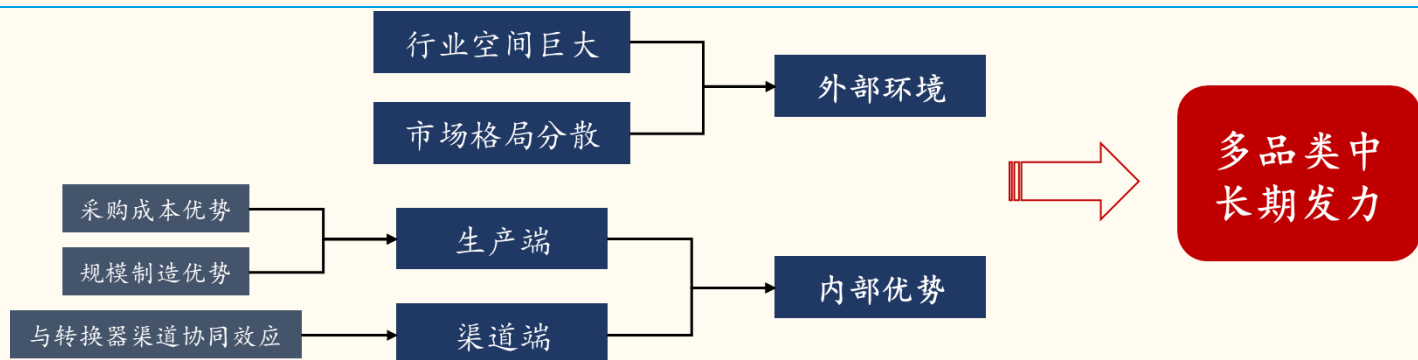 行业空间巨大
外部环境
市场格局分散
多品类中
长期发力
采购成本优势
生产端
规模制造优势
内部优势
与转换器渠道协同效应
渠道端